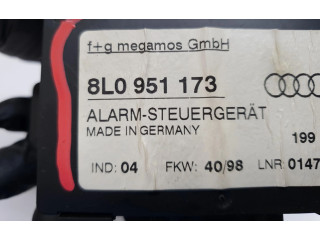 f+g megamos GmbH
8L0 951 173
ALARM-STEUERGERÄT
MADE IN GERMANY
199
IND: 04 FKW: 40/98 LNR: 0147